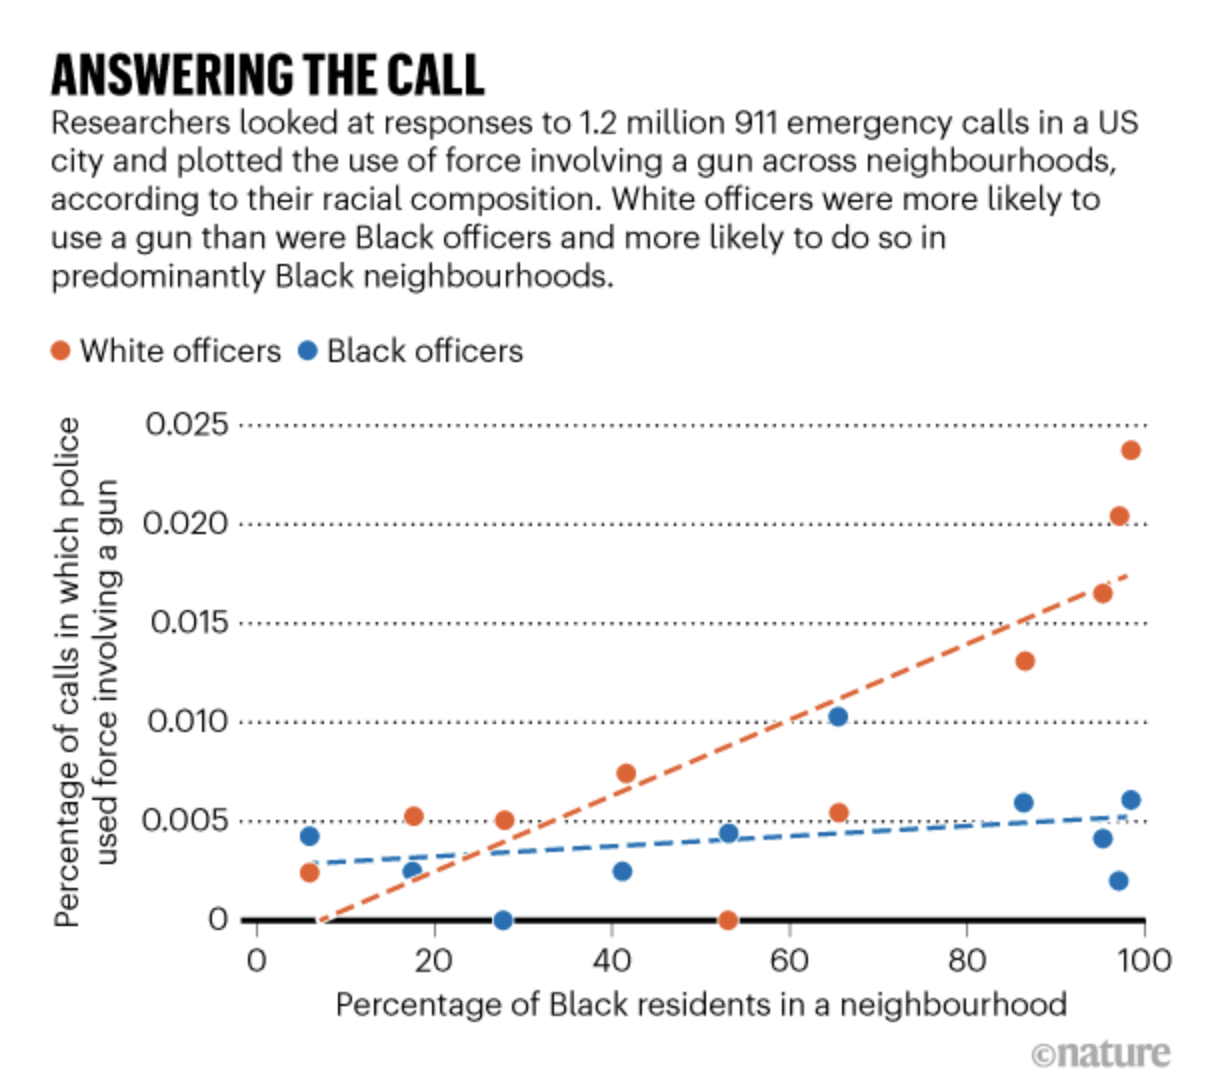 ANSWERING THE CALL
Researchers looked at responses to 1.2 million 911 emergency calls in a US
city and plotted the use of force involving a gun across neighbourhoods,
according to their racial composition. White officers were more likely to
use a gun than were Black officers and more likely to do so in
predominantly Black neighbourhoods.
White officers Black officers
Percentage of calls in which police
used force involving a gun
0.025
0.020
0.015
0.010
0.005
0
0 20 40 60 80 100
Percentage of Black residents in a neighbourhood
©nature